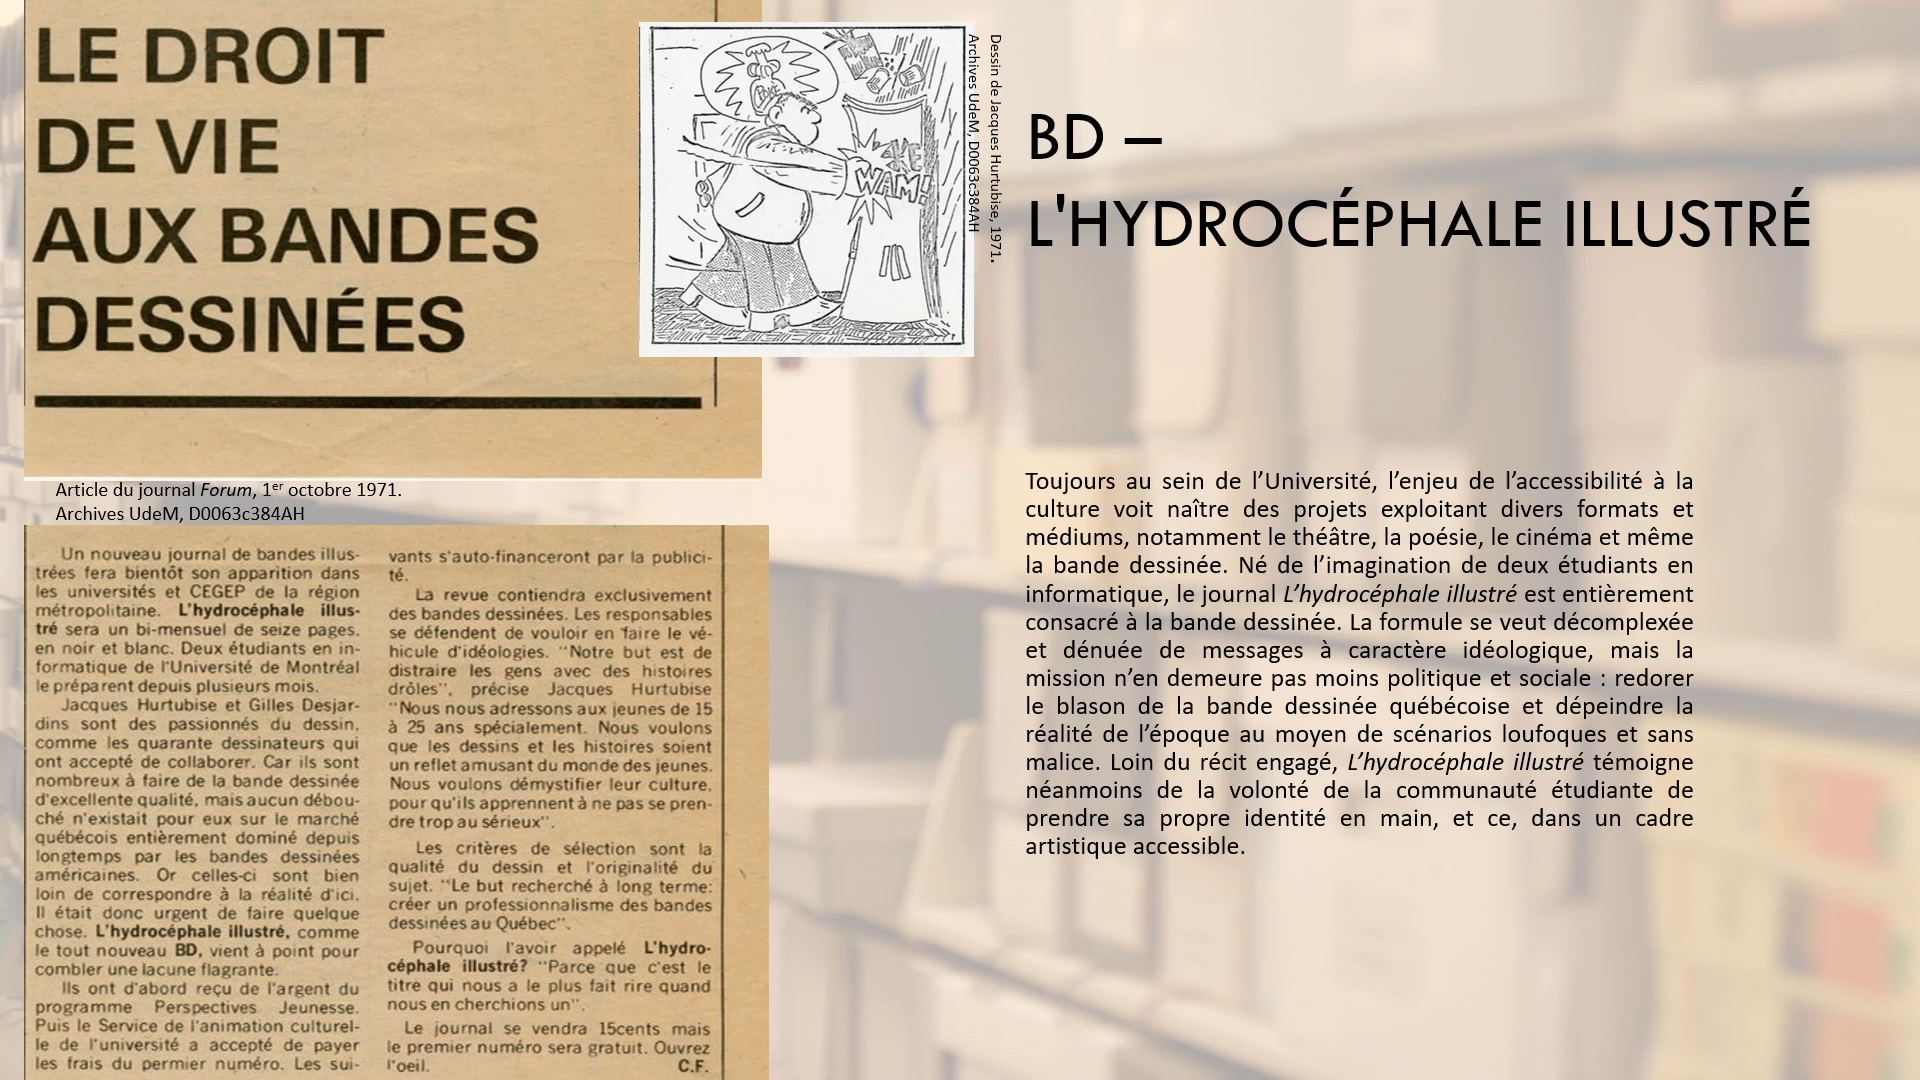 LE DROIT
DE VIE
AUX BANDES
DESSINÉES
Article du journal Forum, 1er octobre 1971.
Archives UdeM, D0063c384AH
Un nouveau journal de bandes illus-
trées fera bientôt son apparition dans
les universités et CEGEP de la région
métropolitaine. L'hydrocéphale illus-
tré sera un bi-mensuel de seize pages,
en noir et blanc. Deux étudiants en in-
formatique de l'Université de Montréal
le préparent depuis plusieurs mois.
Jacques Hurtubise et Gilles Desjar-
dins sont des passionnés du dessin,
comme les quarante dessinateurs qui
ont accepté de collaborer. Car ils sont
nombreux à faire de la bande dessinée
d'excellente qualité, mais aucun débou-
ché n'existait pour eux sur le marché
québécois entièrement dominé depuis
longtemps par les bandes dessinées
américaines. Or celles-ci sont bien
loin de correspondre à la réalité d'ici.
Il était donc urgent de faire quelque
chose. L'hydrocéphale illustré, comme
le tout nouveau BD, vient à point pour
combler une lacune flagrante.
Ils ont d'abord reçu de l'argent du
programme Perspectives Jeunesse.
Puis le Service de l'animation culturel-
le de l'université a accepté de payer
les frais du permier numéro. Les sui-
vants s'auto-financeront par la publici-
té.
La revue contiendra exclusivement
des bandes dessinées. Les responsables
se défendent de vouloir en faire le vé-
hicule d'idéologies. "Notre but est de
distraire les gens avec des histoires
drôles", précise Jacques Hurtubise
"Nous nous adressons aux jeunes de 15
à 25 ans spécialement. Nous voulons
que les dessins et les histoires soient
un reflet amusant du monde des jeunes.
Nous voulons démystifier leur culture,
pour qu'ils apprennent à ne pas se pren-
dre trop au sérieux".
Les critères de sélection sont la
qualité du dessin et l'originalité du
sujet. "Le but recherché à long terme:
créer un professionnalisme des bandes
dessinées au Québec".
Pourquoi l'avoir appelé L'hydro-
céphale illustré? "Parce que c'est le
titre qui nous a le plus fait rire quand
nous en cherchions un".
Le journal se vendra 15cents mais
le premier numéro sera gratuit. Ouvrez
l'oeil.
C.F.
WAM!
Dessin de Jacques Hurtubise, 1971.
Archives UdeM, D0063c384AH
BD –
L'HYDROCÉPHALE ILLUSTRÉ
Toujours au sein de l’Université, l’enjeu de l’accessibilité à la
culture voit naître des projets exploitant divers formats et
médiums, notamment le théâtre, la poésie, le cinéma et même
la bande dessinée. Né de l’imagination de deux étudiants en
informatique, le journal L’hydrocéphale illustré est entièrement
consacré à la bande dessinée. La formule se veut décomplexée
et dénuée de messages à caractère idéologique, mais la
mission n’en demeure pas moins politique et sociale : redorer
le blason de la bande dessinée québécoise et dépeindre la
réalité de l’époque au moyen de scénarios loufoques et sans
malice. Loin du récit engagé, L’hydrocéphale illustré témoigne
néanmoins de la volonté de la communauté étudiante de
prendre sa propre identité en main, et ce, dans un cadre
artistique accessible.